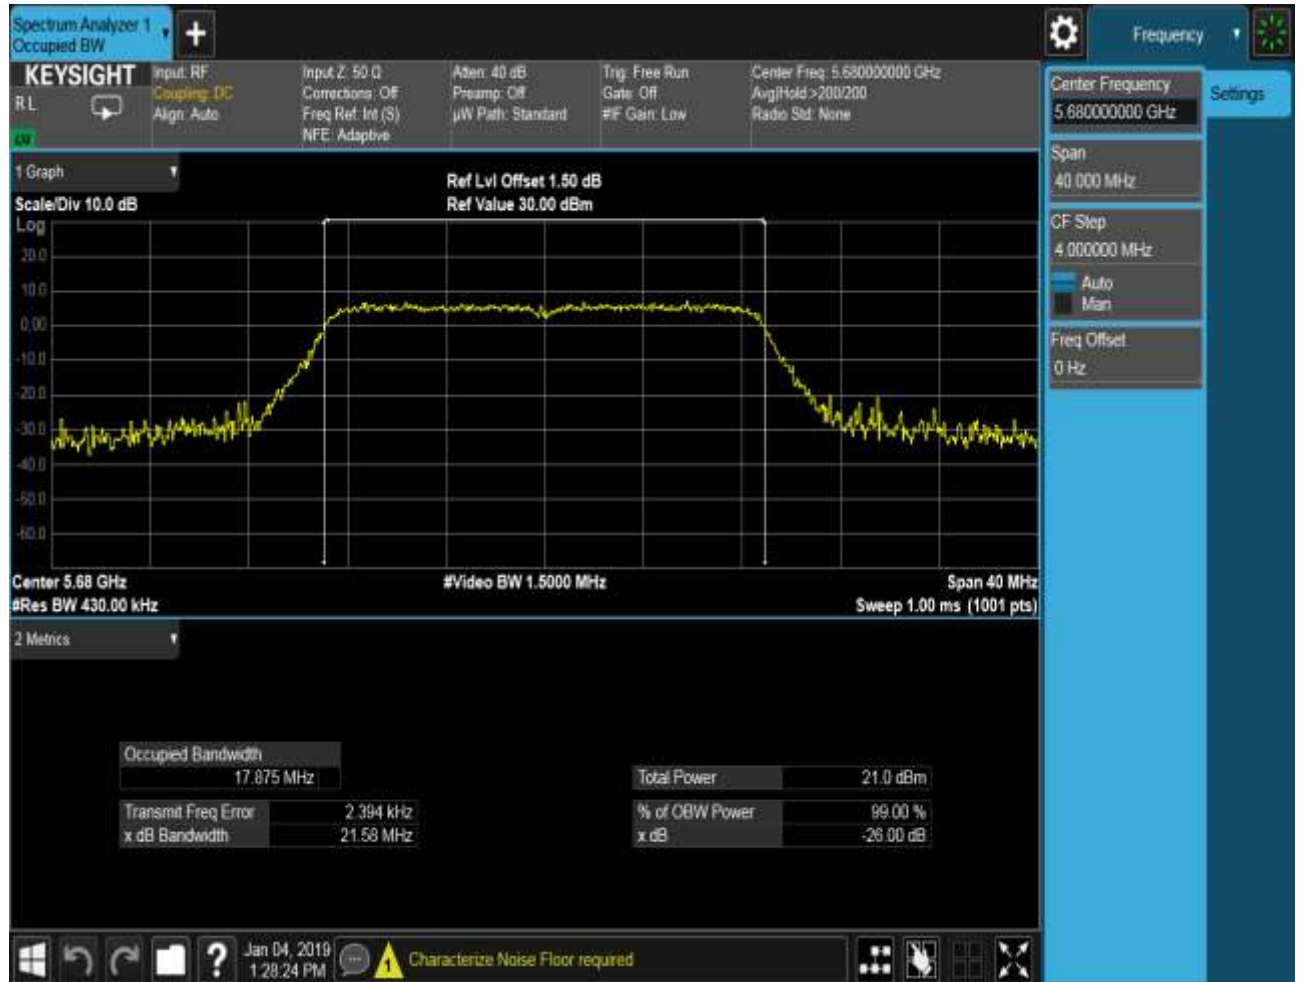 Spectrum Analyzer 1
Occupied BW
Frequency
KEYSIGHT
RL
Input: RF
Coupling: DC
Align: Auto
Input Z: 50 Ω
Corrections: Off
Freq Ref: Int (S)
NFE: Adaptive
Atten: 40 dB
Preamp: Off
µW Path: Standard
Trig: Free Run
Gate: Off
#IF Gain: Low
Center Freq: 5.680000000 GHz
Avg|Hold:>200/200
Radio Std: None
Center Frequency
5.680000000 GHz
Settings
Span
40.000 MHz
CF Step
4.000000 MHz
Auto
Man
Freq Offset
0 Hz
1 Graph
Scale/Div 10.0 dB
Ref Lvl Offset 1.50 dB
Ref Value 30.00 dBm
Log
20.0
10.0
0.00
-10.0
-20.0
-30.0
-40.0
-50.0
-60.0
Center 5.68 GHz
#Video BW 1.5000 MHz
Span 40 MHz
#Res BW 430.00 kHz
Sweep 1.00 ms (1001 pts)
2 Metrics
Occupied Bandwidth
17.875 MHz
Total Power 21.0 dBm
Transmit Freq Error 2.394 kHz
% of OBW Power 99.00 %
x dB Bandwidth 21.58 MHz
x dB -26.00 dB
Jan 04, 2019
1:28:24 PM
1
Characterize Noise Floor required